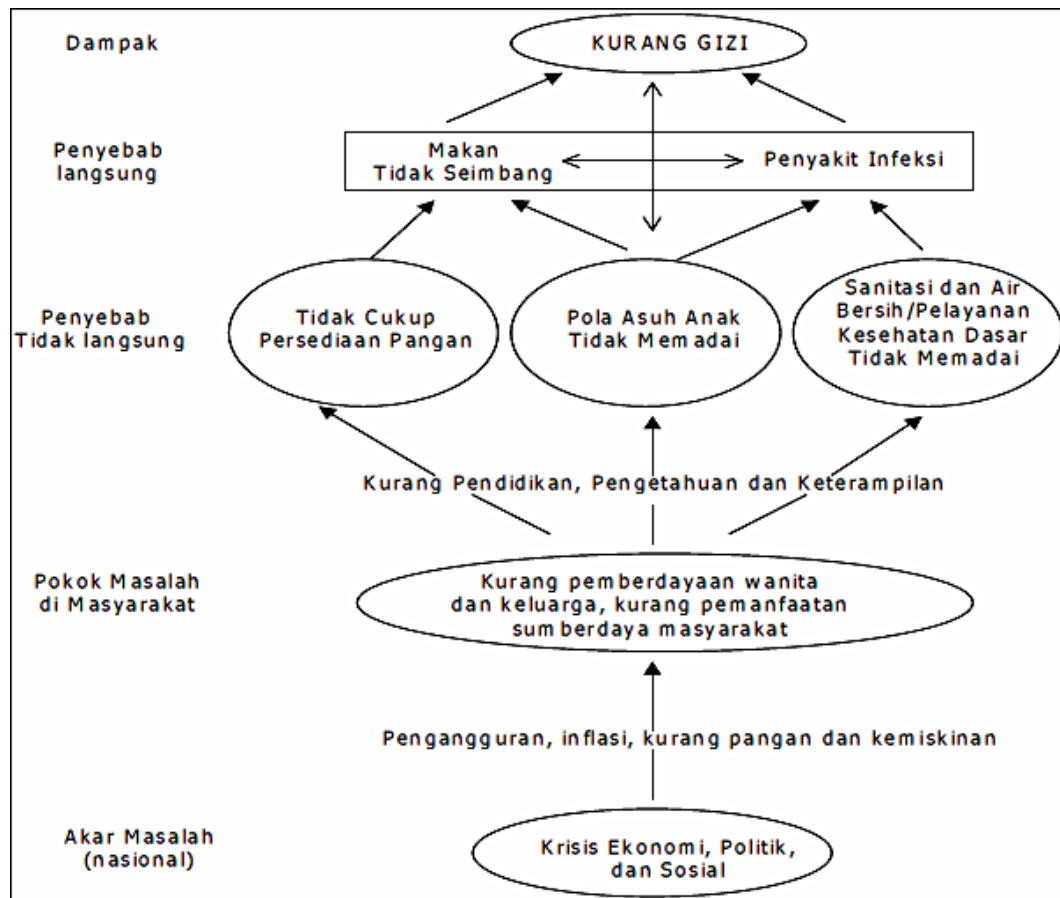 Dampak
KURANG GIZI
Penyebab
langsung
Makan
Tidak Seimbang
Penyakit Infeksi
Penyebab
Tidak langsung
Tidak Cukup
Persediaan Pangan
Pola Asuh Anak
Tidak Memadai
Sanitasi dan Air
Bersih/Pelayanan
Kesehatan Dasar
Tidak Memadai
Kurang Pendidikan, Pengetahuan dan Keterampilan
Pokok Masalah
di Masyarakat
Kurang pemberdayaan wanita
dan keluarga, kurang pemanfaatan
sumberdaya masyarakat
Pengangguran, inflasi, kurang pangan dan kemiskinan
Akar Masalah
(nasional)
Krisis Ekonomi, Politik,
dan Sosial